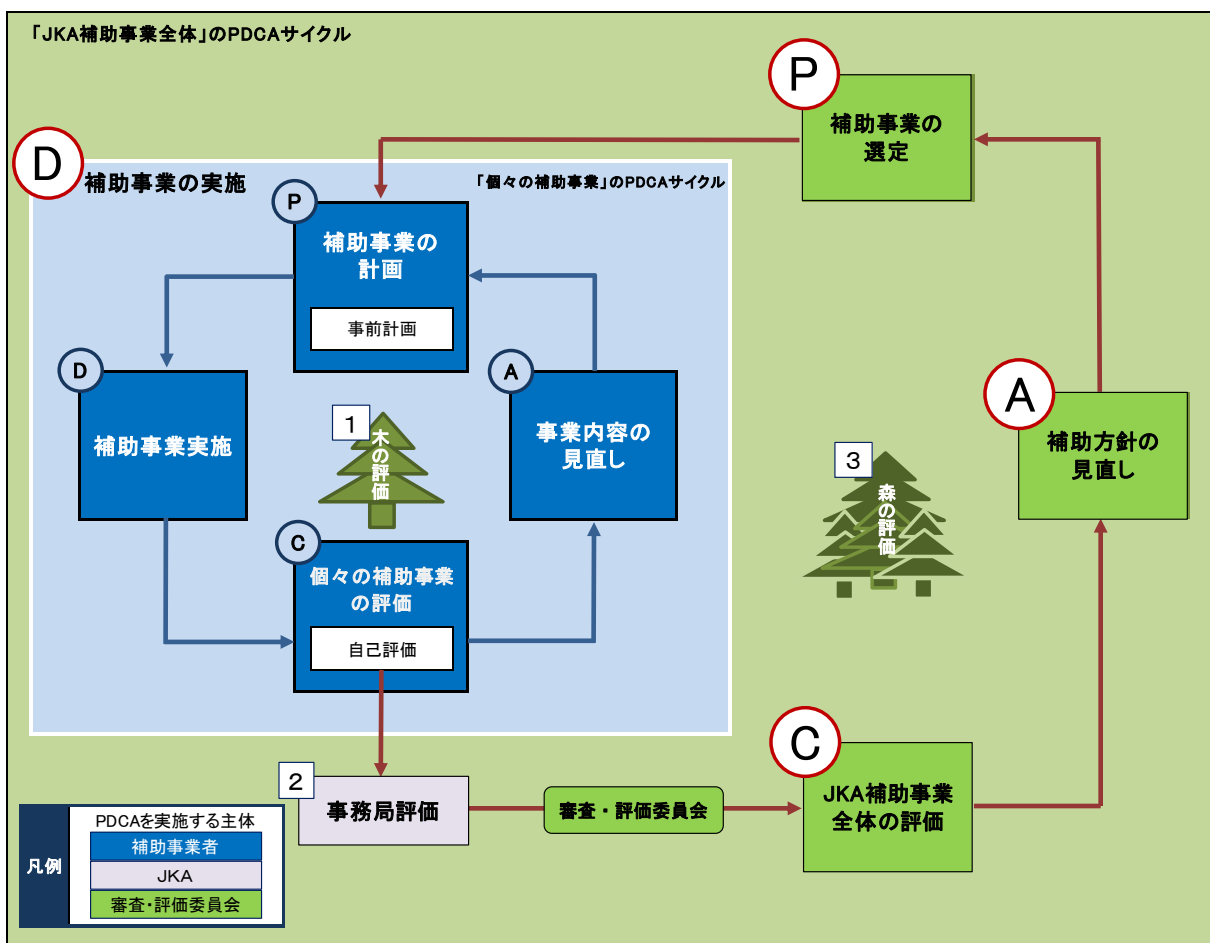 「JKA補助事業全体」のPDCAサイクル
P
補助事業の
選定
D
補助事業の実施
「個々の補助事業」のPDCAサイクル
P
補助事業の
計画
事前計画
D
補助事業実施
A
事業内容の
見直し
1
木の評価
C
個々の補助事業
の評価
自己評価
3
森の評価
A
補助方針の
見直し
2
事務局評価
審査・評価委員会
C
JKA補助事業
全体の評価
凡例
PDCAを実施する主体
補助事業者
JKA
審査・評価委員会